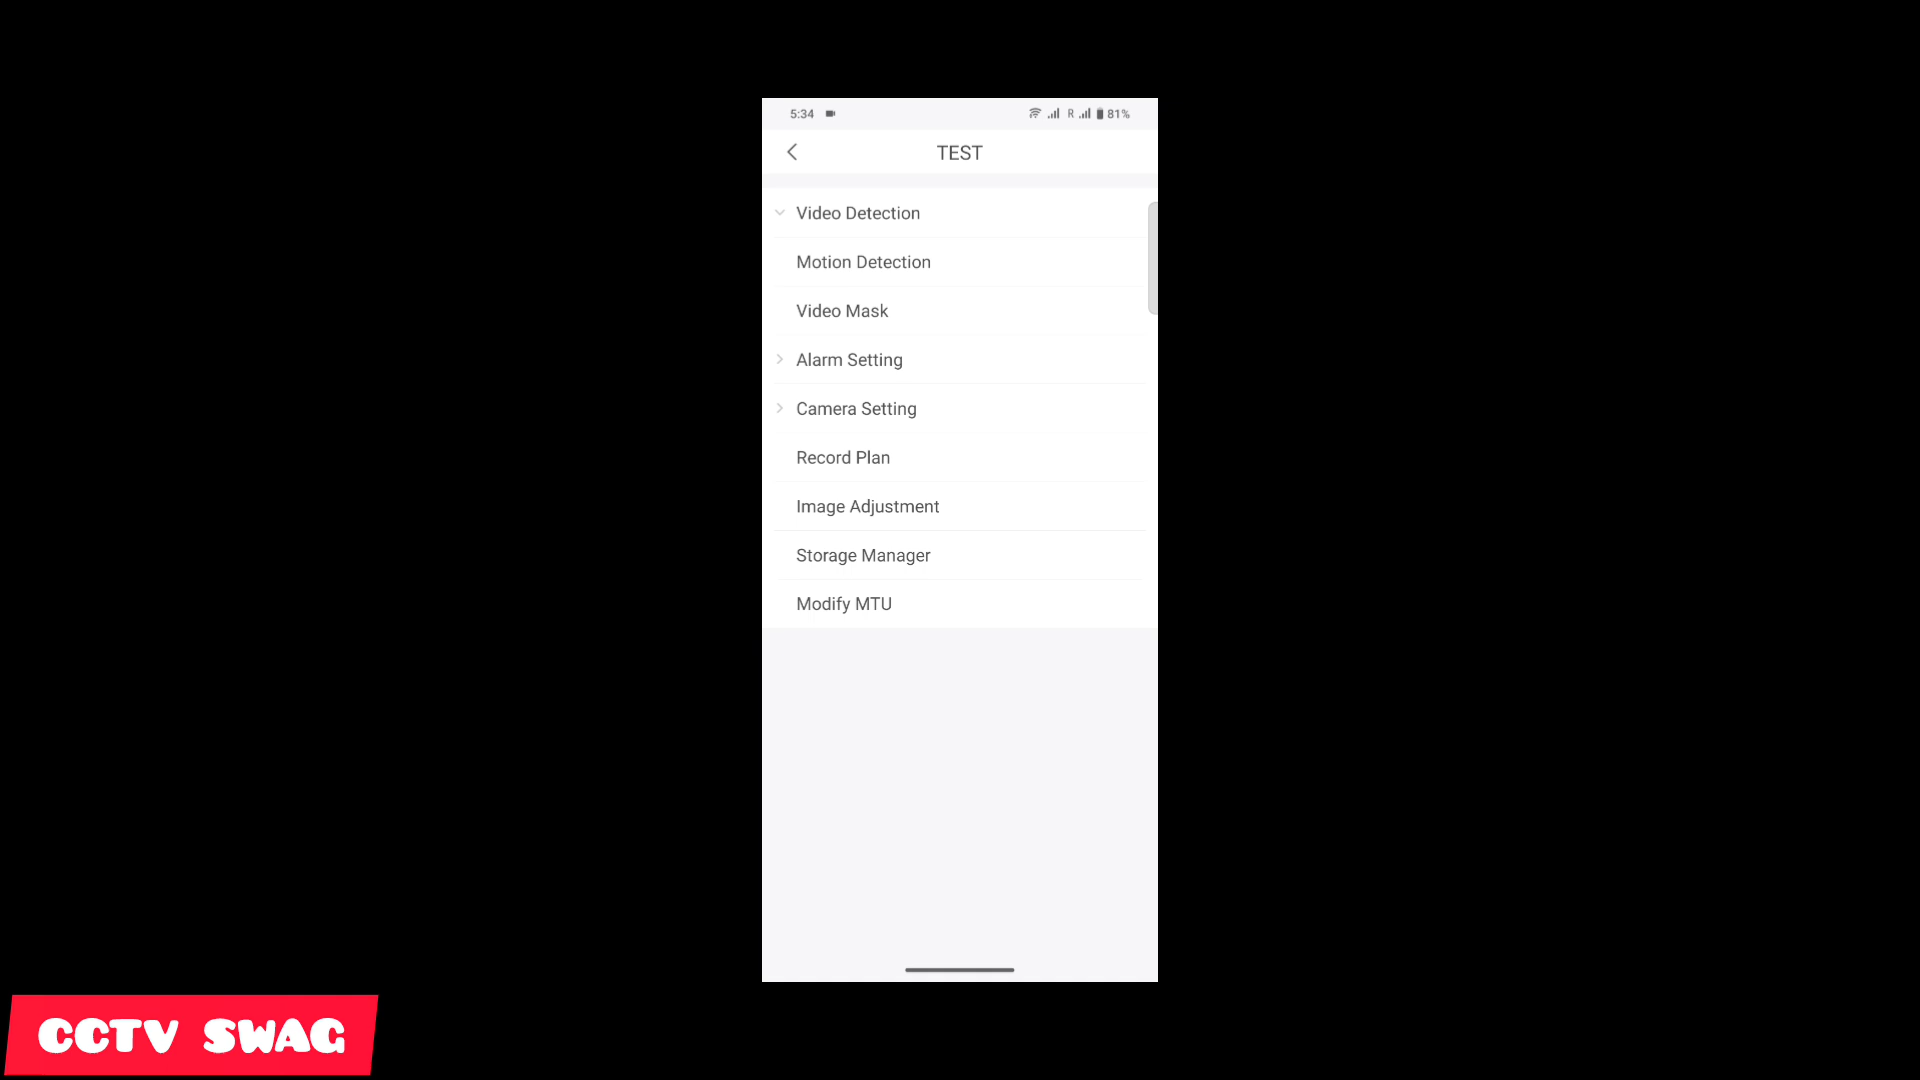 5:34 R 81%
TEST
Video Detection
Motion Detection
Video Mask
Alarm Setting
Camera Setting
Record Plan
Image Adjustment
Storage Manager
Modify MTU
CCTV SWAG